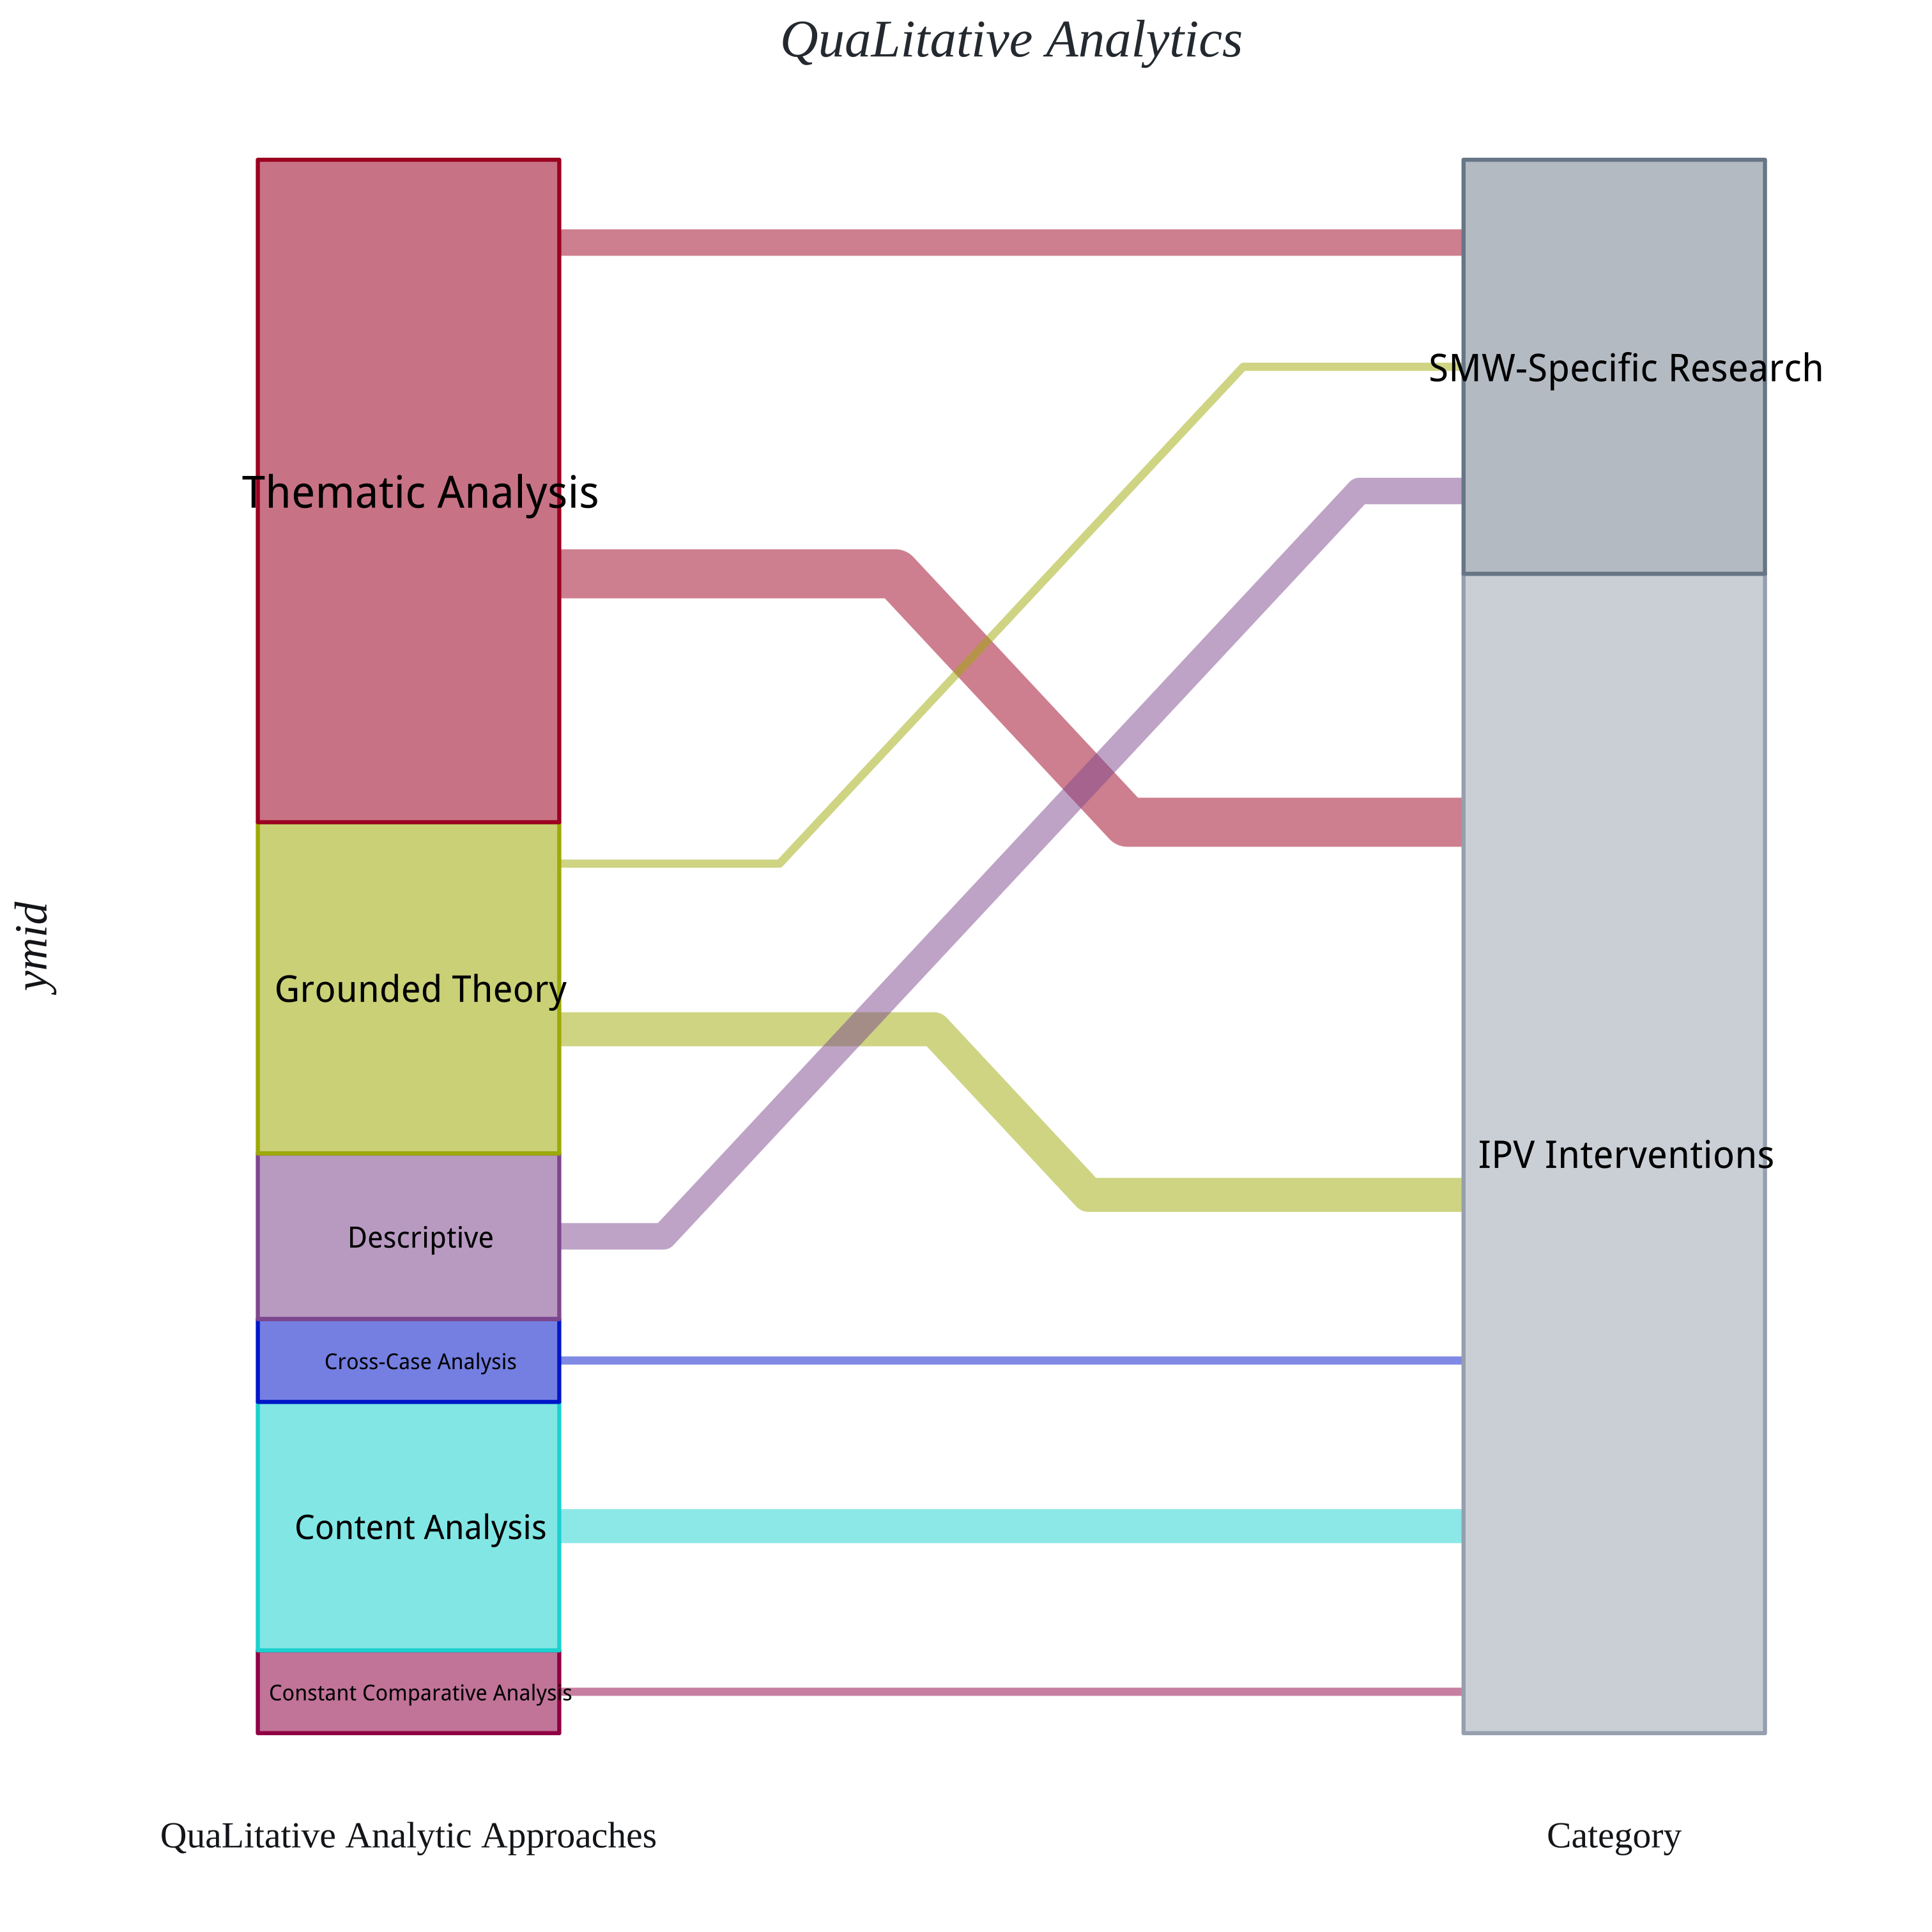 QuaLitative Analytics
SMW-Specific Research
Thematic Analysis
ymid
Grounded Theory
IPV Interventions
Descriptive
Cross-Case Analysis
Content Analysis
Constant Comparative Analysis
QuaLitative Analytic Approaches
Category